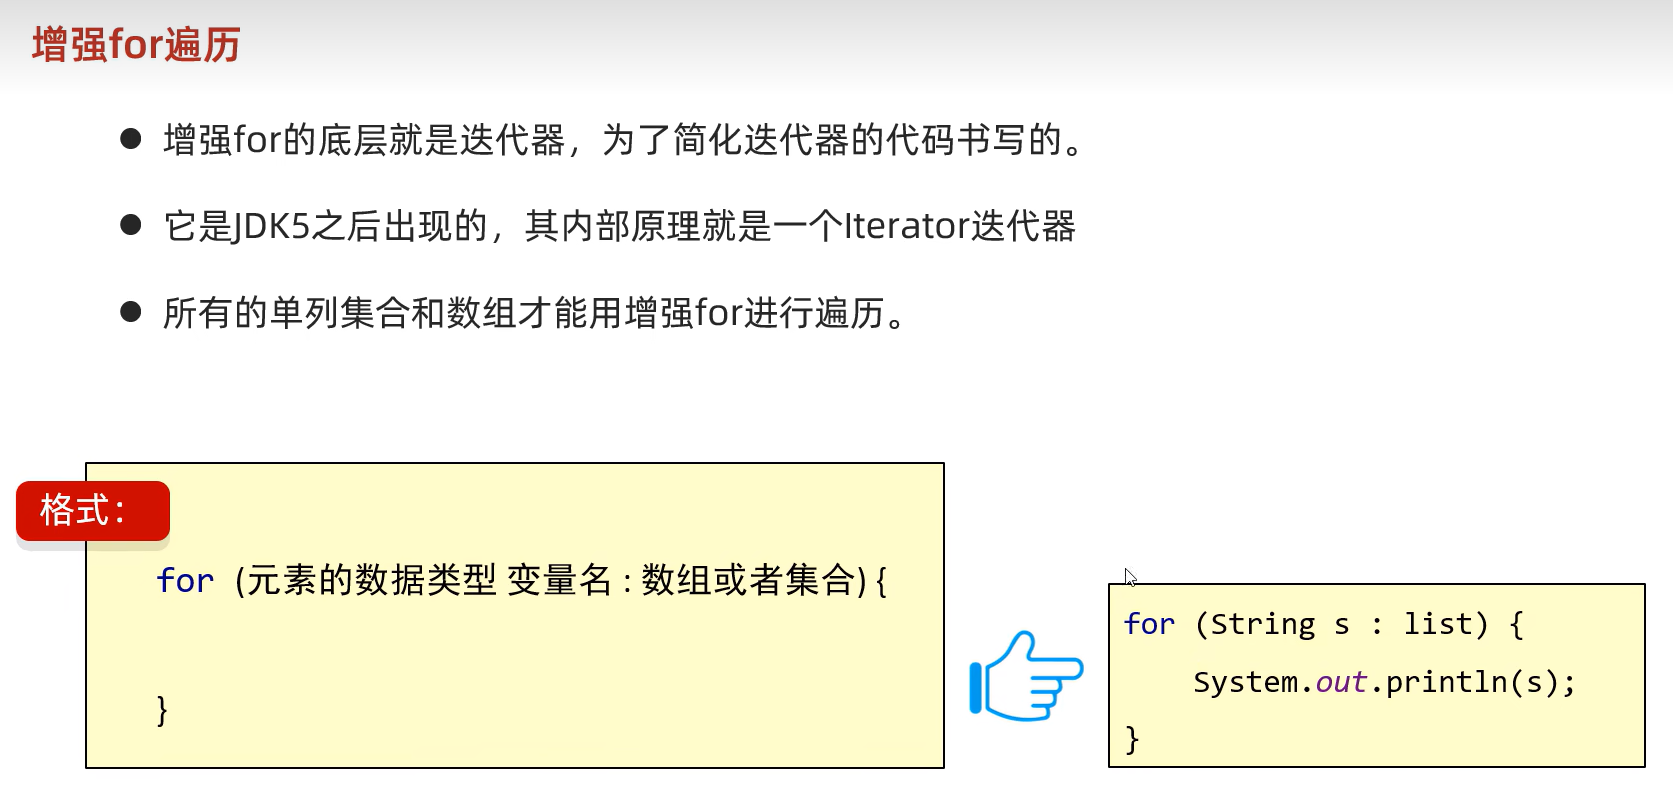 增强for遍历
增强for的底层就是迭代器，为了简化迭代器的代码书写的。
它是JDK5之后出现的，其内部原理就是一个Iterator迭代器
所有的单列集合和数组才能用增强for进行遍历。
格式：
for (元素的数据类型 变量名 : 数组或者集合) {
}
for (String s : list) {
System.out.println(s);
}